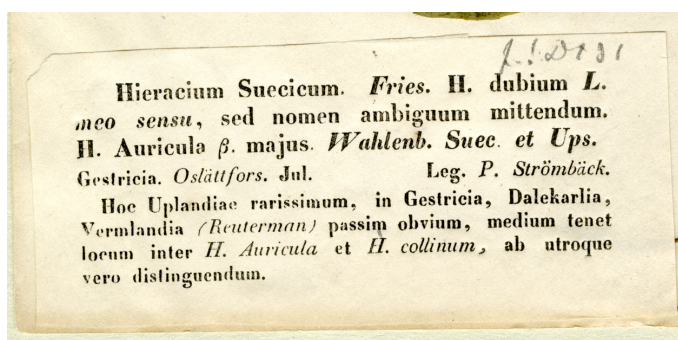 Hieracium Suecicum. Fries. H. dubium L.
meo sensu, sed nomen ambiguum mittendum.
H. Auricula β. majus. Wahlenb. Suec. et Ups.
Gestricia. Oslättfors. Jul. Leg. P. Strömbäck.
Hoc Uplandiae rarissimum, in Gestricia, Dalekarlia,
Vermlandia (Reuterman) passim obvium, medium tenet
locum inter H. Auricula et H. collinum, ab utroque
vero distinguendum.